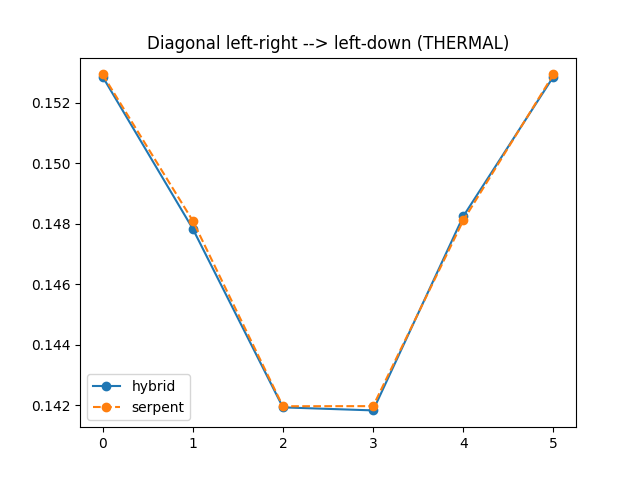 Diagonal left-right --> left-down (THERMAL)
0.152
0.150
0.148
0.146
0.144
0.142
hybrid
serpent
0 1 2 3 4 5